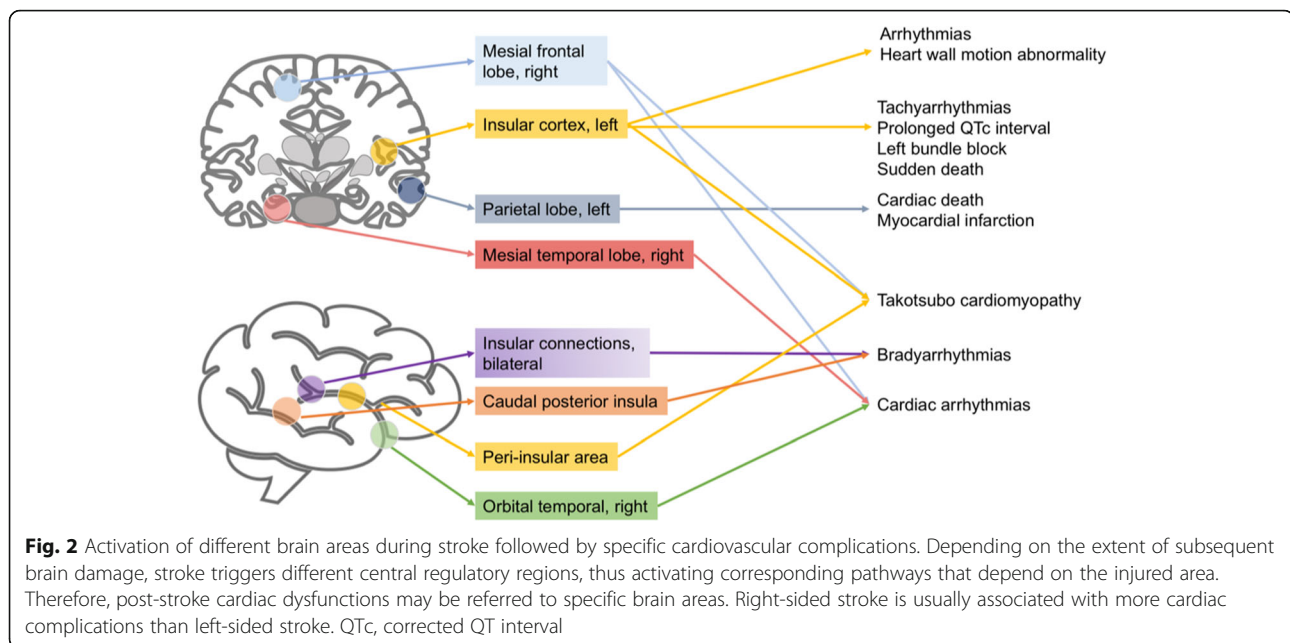 Mesial frontal
lobe, right
Insular cortex, left
Parietal lobe, left
Mesial temporal lobe, right
Insular connections,
bilateral
Caudal posterior insula
Peri-insular area
Orbital temporal, right
Arrhythmias
Heart wall motion abnormality
Tachyarrhythmias
Prolonged QTc interval
Left bundle block
Sudden death
Cardiac death
Myocardial infarction
Takotsubo cardiomyopathy
Bradyarrhythmias
Cardiac arrhythmias
Fig. 2 Activation of different brain areas during stroke followed by specific cardiovascular complications. Depending on the extent of subsequent
brain damage, stroke triggers different central regulatory regions, thus activating corresponding pathways that depend on the injured area.
Therefore, post-stroke cardiac dysfunctions may be referred to specific brain areas. Right-sided stroke is usually associated with more cardiac
complications than left-sided stroke. QTc, corrected QT interval